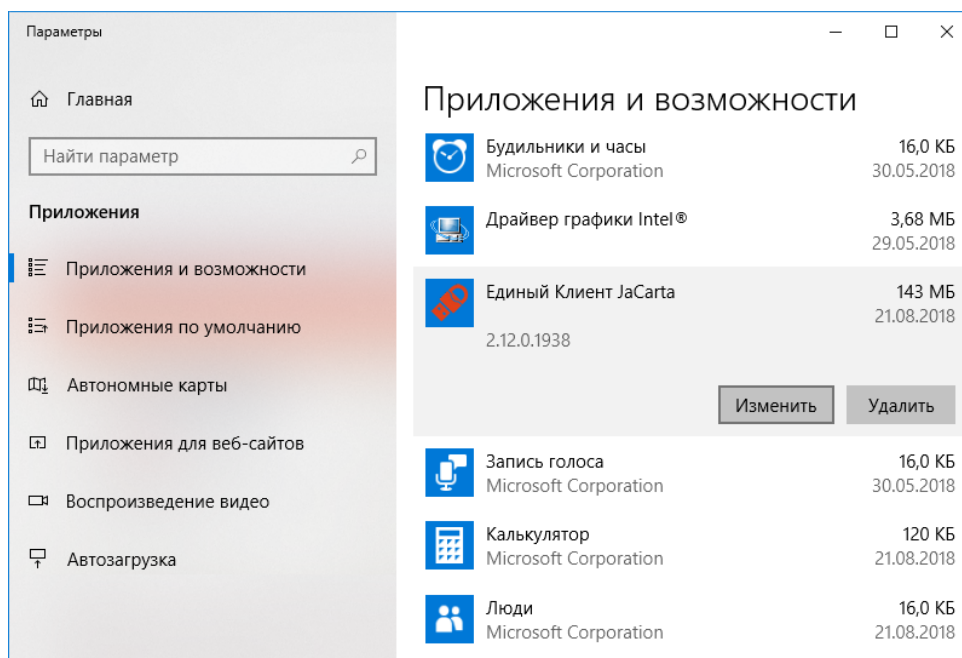 Параметры
Главная
Найти параметр
Приложения
Приложения и возможности
Приложения по умолчанию
Автономные карты
Приложения для веб-сайтов
Воспроизведение видео
Автозагрузка
Приложения и возможности
Будильники и часы 16,0 КБ
Microsoft Corporation 30.05.2018
Драйвер графики Intel® 3,68 МБ
29.05.2018
Единый Клиент JaCarta 143 МБ
21.08.2018
2.12.0.1938
Изменить Удалить
Запись голоса 16,0 КБ
Microsoft Corporation 30.05.2018
Калькулятор 120 КБ
Microsoft Corporation 21.08.2018
Люди 16,0 КБ
Microsoft Corporation 21.08.2018